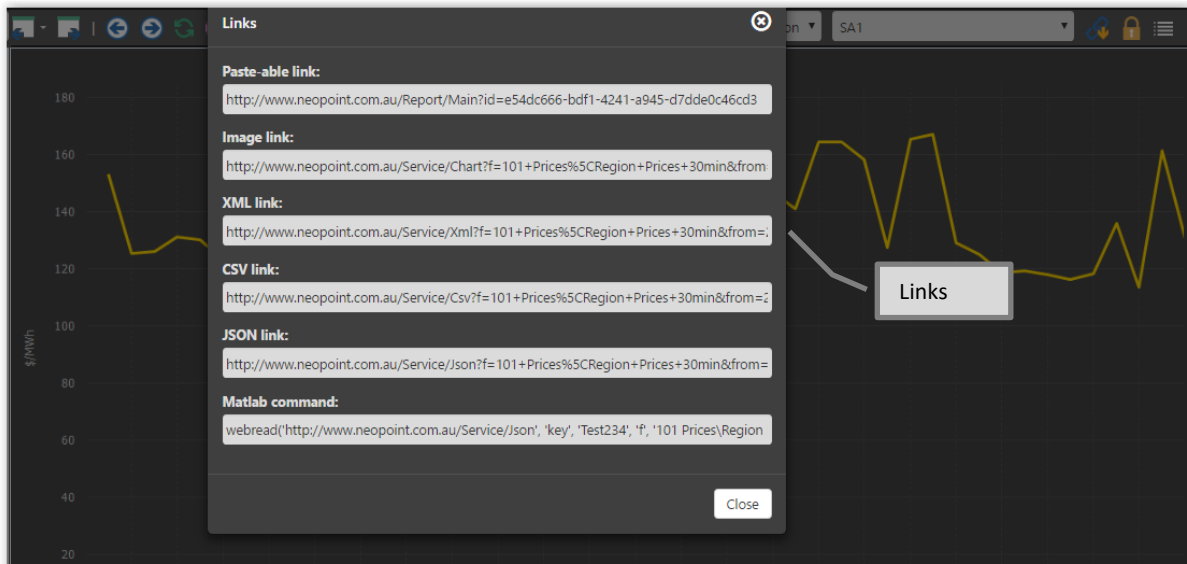 Links
on
SA1
Paste-able link:
http://www.neopoint.com.au/Report/Main?id=e54dc666-bdf1-4241-a945-d7dde0c46cd3
Image link:
http://www.neopoint.com.au/Service/Chart?f=101+Prices%5CRegion+Prices+30min&from=
XML link:
http://www.neopoint.com.au/Service/Xml?f=101+Prices%5CRegion+Prices+30min&from=2
CSV link:
http://www.neopoint.com.au/Service/Csv?f=101+Prices%5CRegion+Prices+30min&from=2
JSON link:
http://www.neopoint.com.au/Service/Json?f=101+Prices%5CRegion+Prices+30min&from=
Matlab command:
webread('http://www.neopoint.com.au/Service/Json', 'key', 'Test234', 'f', '101 Prices\Region
Close
Links
180
160
140
120
100
80
60
40
20
$/MWh